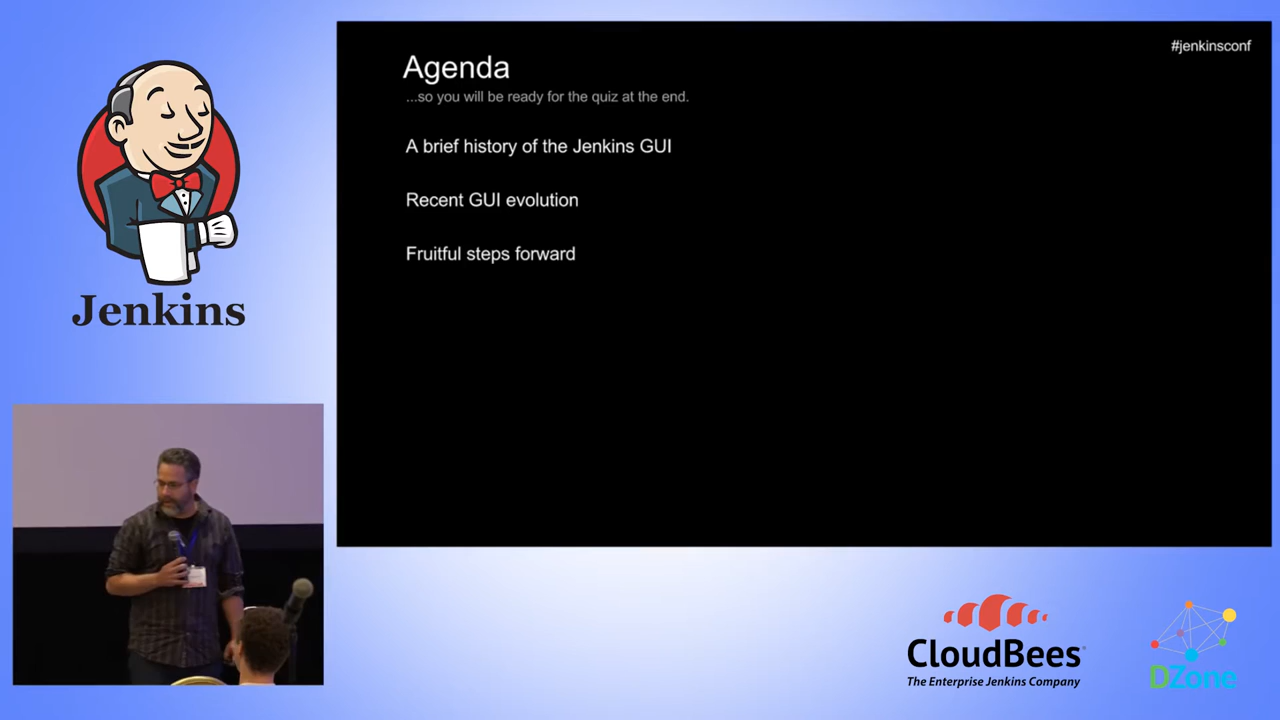 #jenkinsconf
Agenda
...so you will be ready for the quiz at the end.
A brief history of the Jenkins GUI
Recent GUI evolution
Fruitful steps forward
Jenkins
CloudBees
The Enterprise Jenkins Company
DZone